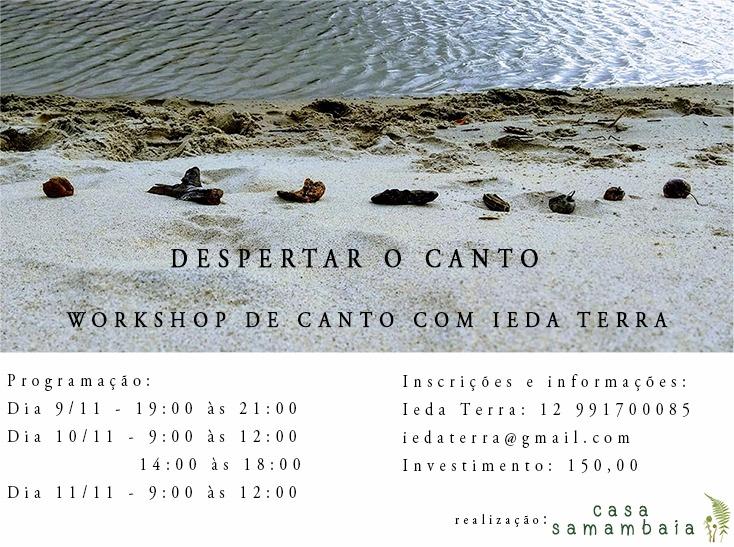 DESPERTAR O CANTO
WORKSHOP DE CANTO COM IEDA TERRA
Programação:
Dia 9/11 - 19:00 às 21:00
Dia 10/11 - 9:00 às 12:00
14:00 às 18:00
Dia 11/11 - 9:00 às 12:00
Inscrições e informações:
Ieda Terra: 12 991700085
iedaterra@gmail.com
Investimento: 150,00
realização:
casa
samambaia